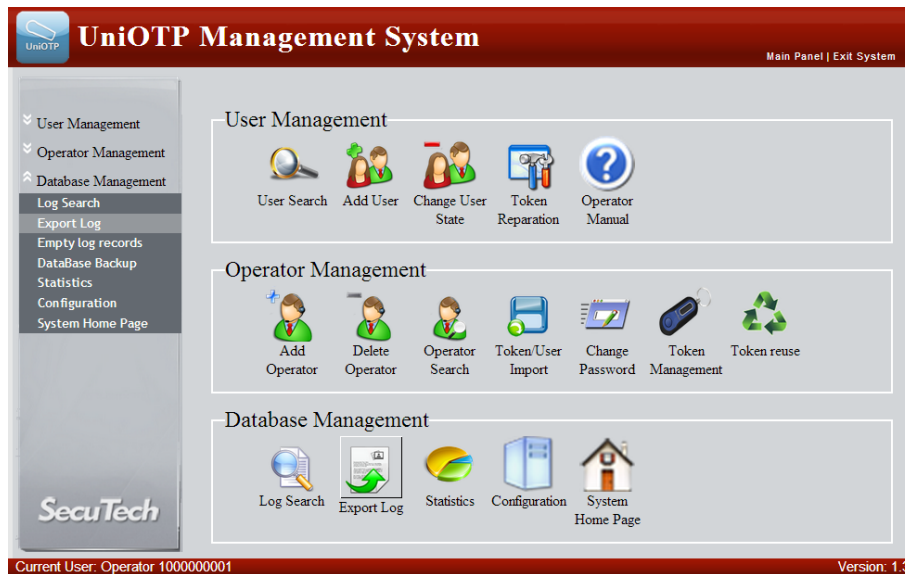 UniOTP
UniOTP Management System
Main Panel | Exit System
User Management
Operator Management
Database Management
Log Search
Export Log
Empty log records
DataBase Backup
Statistics
Configuration
System Home Page
SecuTech
User Management
User Search
Add User
Change User
State
Token
Reparation
Operator
Manual
Operator Management
Add
Operator
Delete
Operator
Operator
Search
Token/User
Import
Change
Password
Token
Management
Token reuse
Database Management
Log Search
Export Log
Statistics
Configuration
System
Home Page
Current User: Operator 1000000001
Version: 1.3